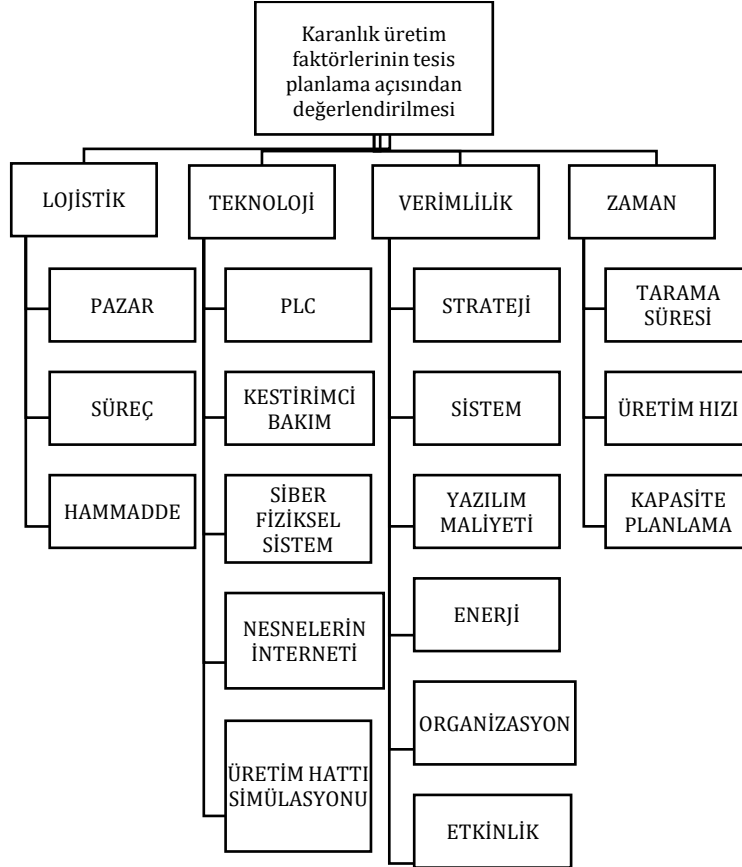 Karanlık üretim
faktörlerinin tesis
planlama açısından
değerlendirilmesi
LOJİSTİK
PAZAR
SÜREÇ
HAMMADDE
TEKNOLOJİ
PLC
KESTİRİMCİ
BAKIM
SİBER
FİZİKSEL
SİSTEM
NESNELERİN
İNTERNETİ
ÜRETİM HATTI
SİMÜLASYONU
VERİMLİLİK
STRATEJİ
SİSTEM
YAZILIM
MALİYETİ
ENERJİ
ORGANİZASYON
ETKİNLİK
ZAMAN
TARAMA
SÜRESİ
ÜRETİM HIZI
KAPASİTE
PLANLAMA